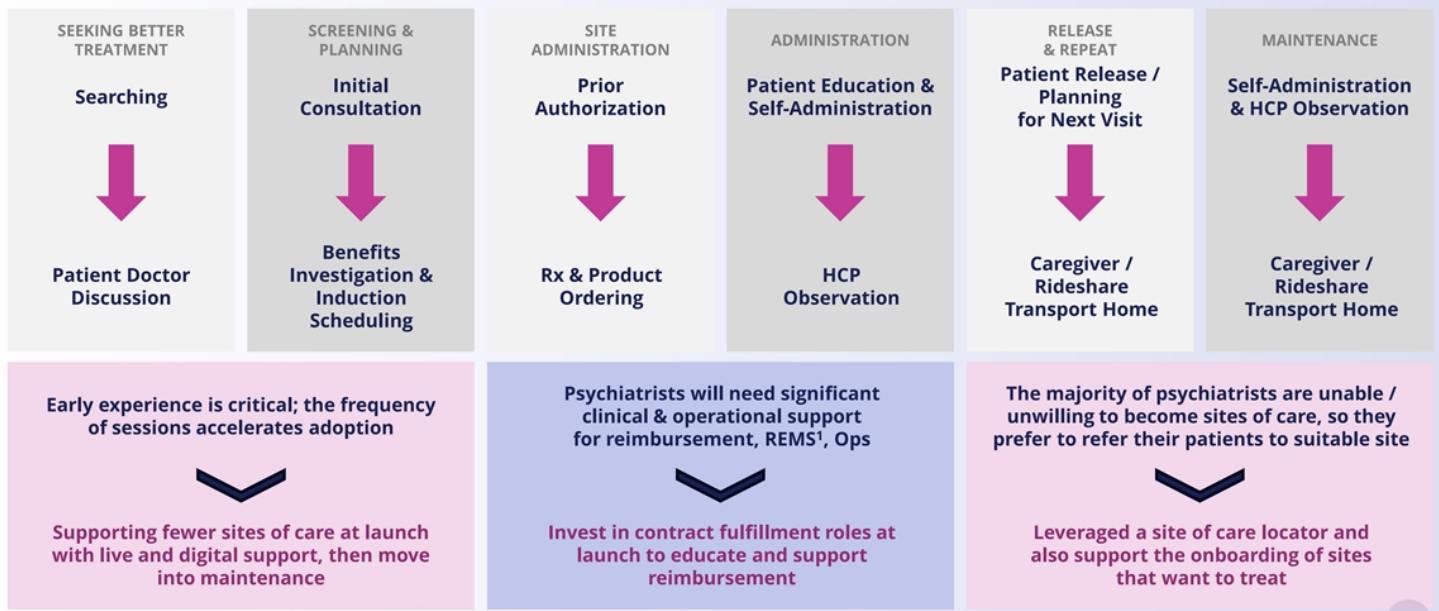 SEEKING BETTER
TREATMENT
Searching
Patient Doctor
Discussion
SCREENING &
PLANNING
Initial
Consultation
Benefits
Investigation &
Induction
Scheduling
SITE
ADMINISTRATION
Prior
Authorization
Rx & Product
Ordering
ADMINISTRATION
Patient Education &
Self-Administration
HCP
Observation
RELEASE
& REPEAT
Patient Release /
Planning
for Next Visit
Caregiver /
Rideshare
Transport Home
MAINTENANCE
Self-Administration
& HCP Observation
Caregiver /
Rideshare
Transport Home
Early experience is critical; the frequency
of sessions accelerates adoption
Supporting fewer sites of care at launch
with live and digital support, then move
into maintenance
Psychiatrists will need significant
clinical & operational support
for reimbursement, REMS¹, Ops
Invest in contract fulfillment roles at
launch to educate and support
reimbursement
The majority of psychiatrists are unable /
unwilling to become sites of care, so they
prefer to refer their patients to suitable site
Leveraged a site of care locator and
also support the onboarding of sites
that want to treat